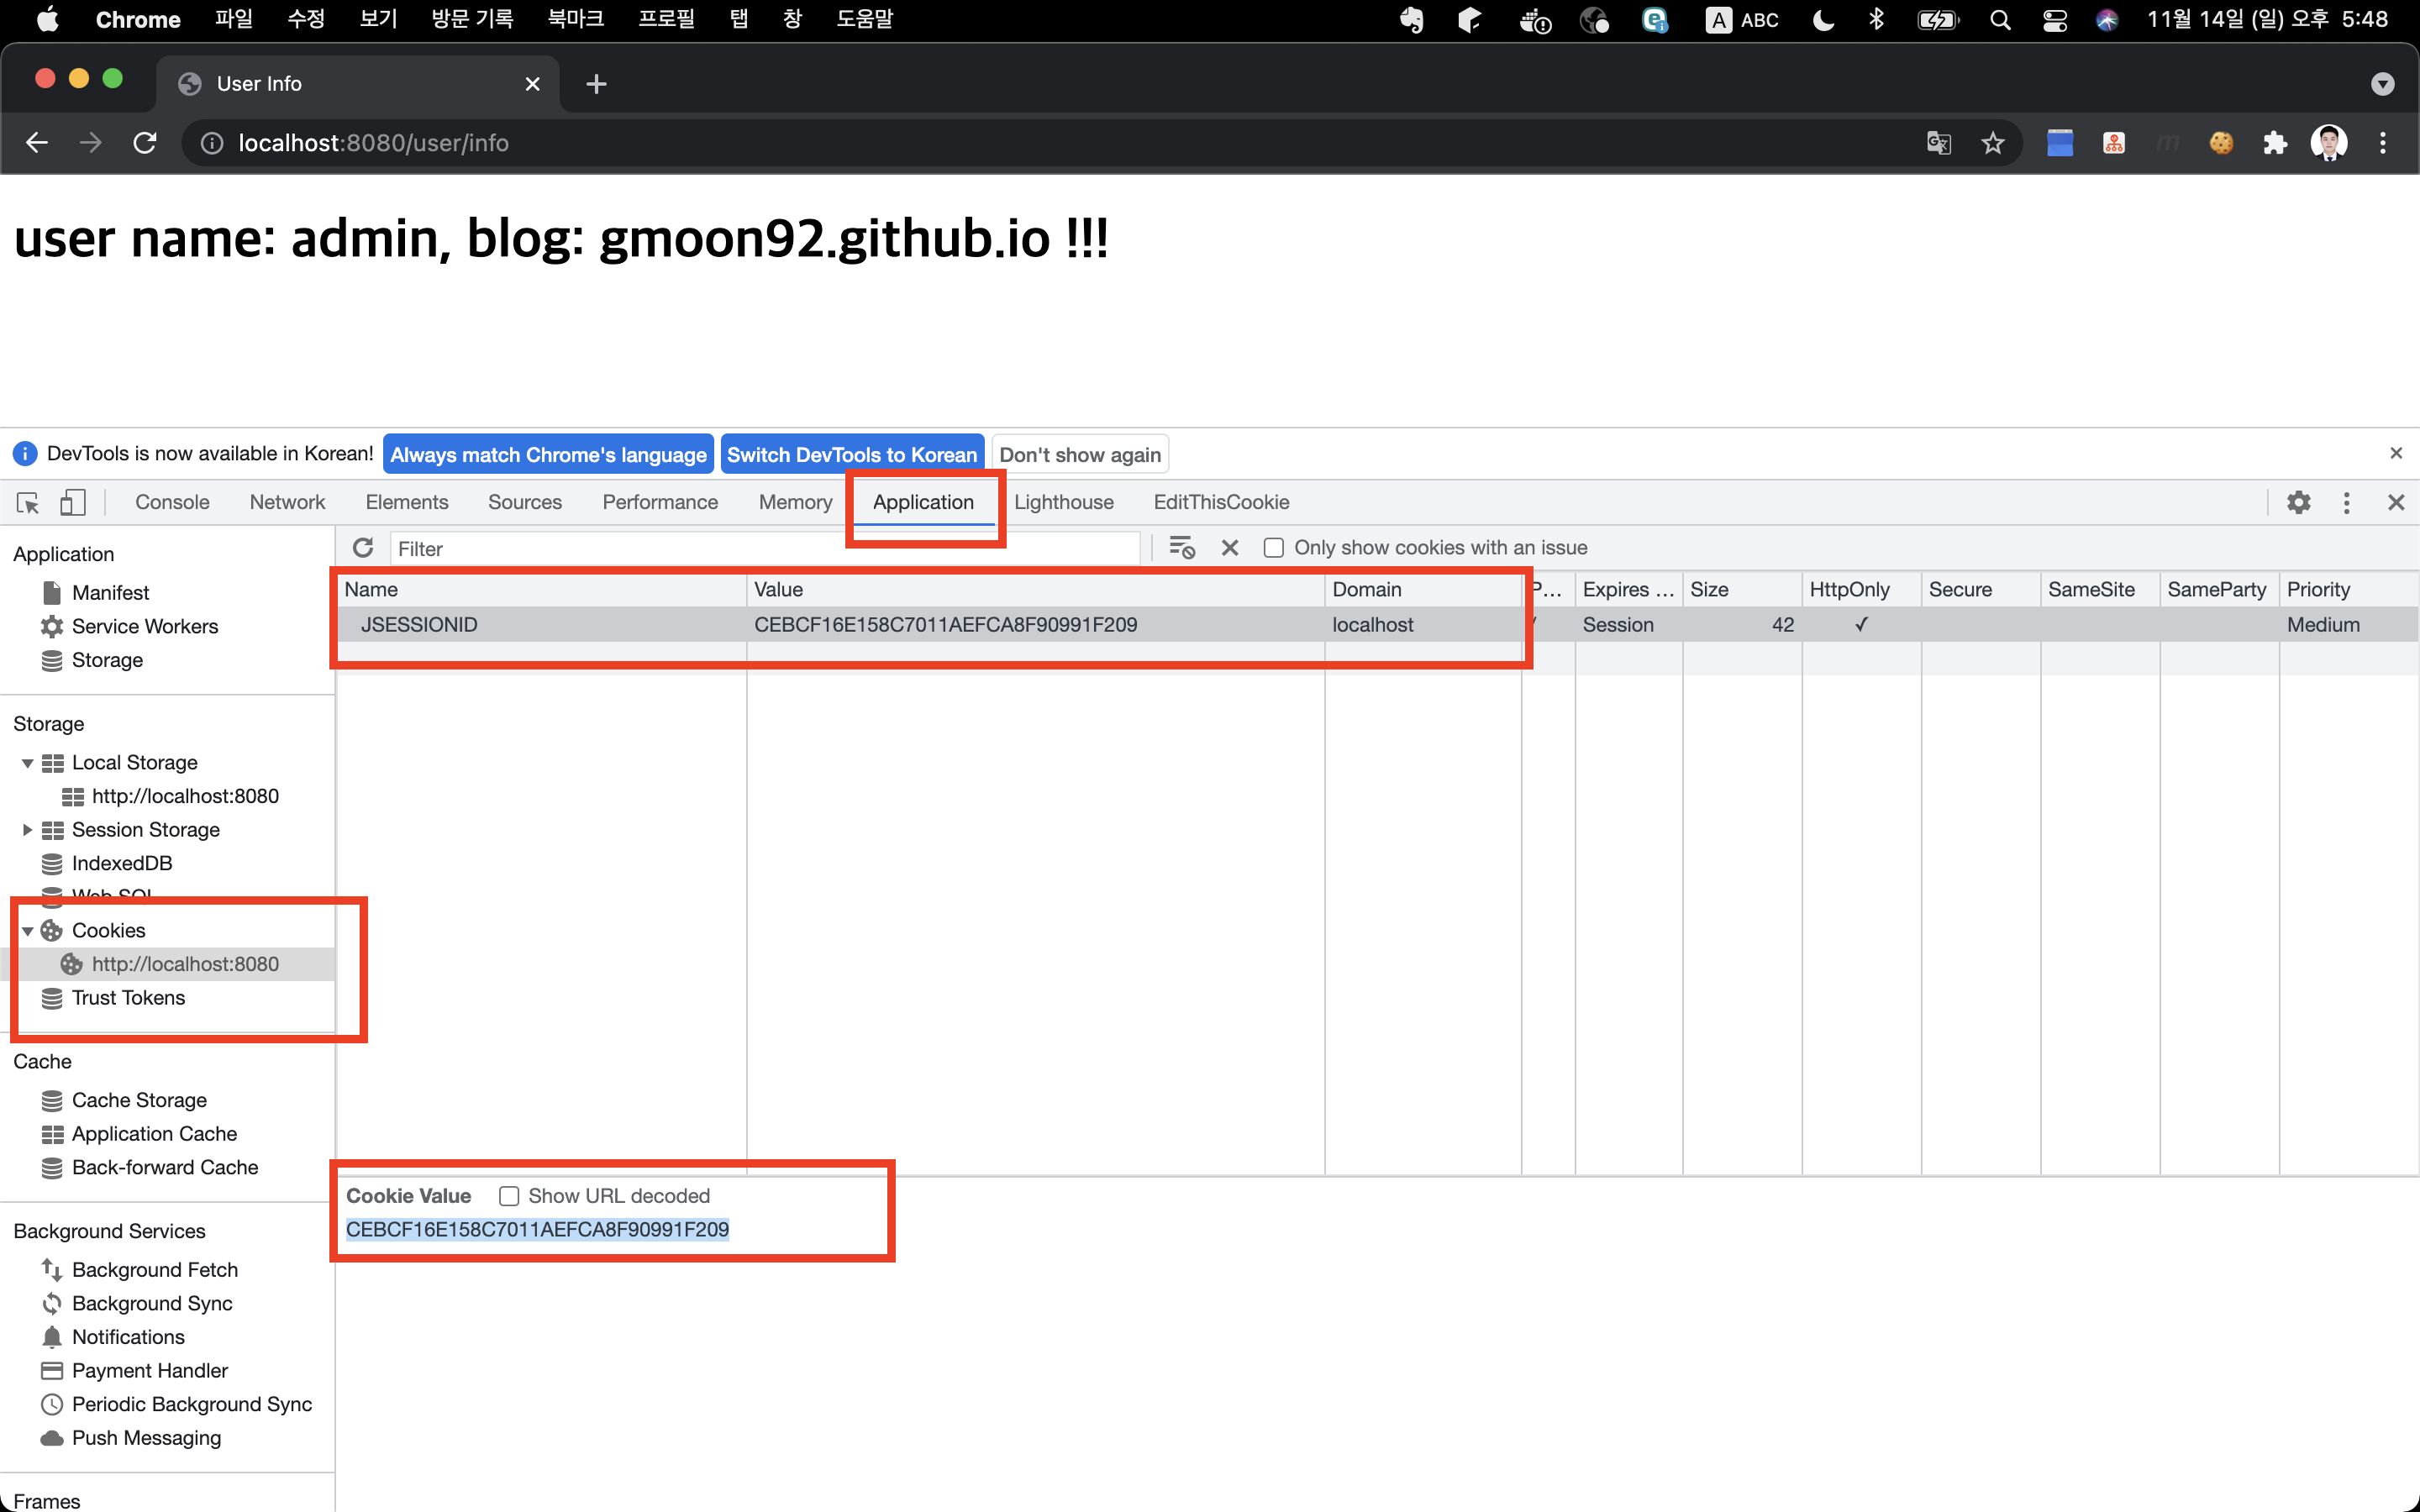 Chrome 파일 수정 보기 방문 기록 북마크 프로필 탭 창 도움말 A ABC 11월 14일 (일) 오후 5:48
User Info
localhost:8080/user/info
user name: admin, blog: gmoon92.github.io !!!
DevTools is now available in Korean! Always match Chrome's language Switch DevTools to Korean Don't show again
Console Network Elements Sources Performance Memory Application Lighthouse EditThisCookie
Filter Only show cookies with an issue
Name Value Domain P... Expires ... Size HttpOnly Secure SameSite SameParty Priority
JSESSIONID CEBCF16E158C7011AEFCA8F90991F209 localhost / Session 42 ✓ Medium
Application
Manifest
Service Workers
Storage
Storage
Local Storage
http://localhost:8080
Session Storage
IndexedDB
Web SQL
Cookies
http://localhost:8080
Trust Tokens
Cache
Cache Storage
Application Cache
Back-forward Cache
Background Services
Background Fetch
Background Sync
Notifications
Payment Handler
Periodic Background Sync
Push Messaging
Frames
Cookie Value Show URL decoded
CEBCF16E158C7011AEFCA8F90991F209